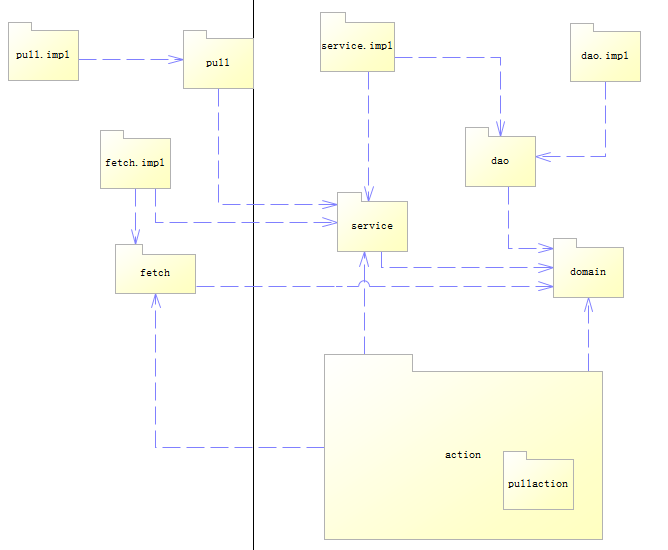 service.impl
pull.impl
pull
dao.impl
fetch.impl
dao
service
fetch
domain
action
pullaction